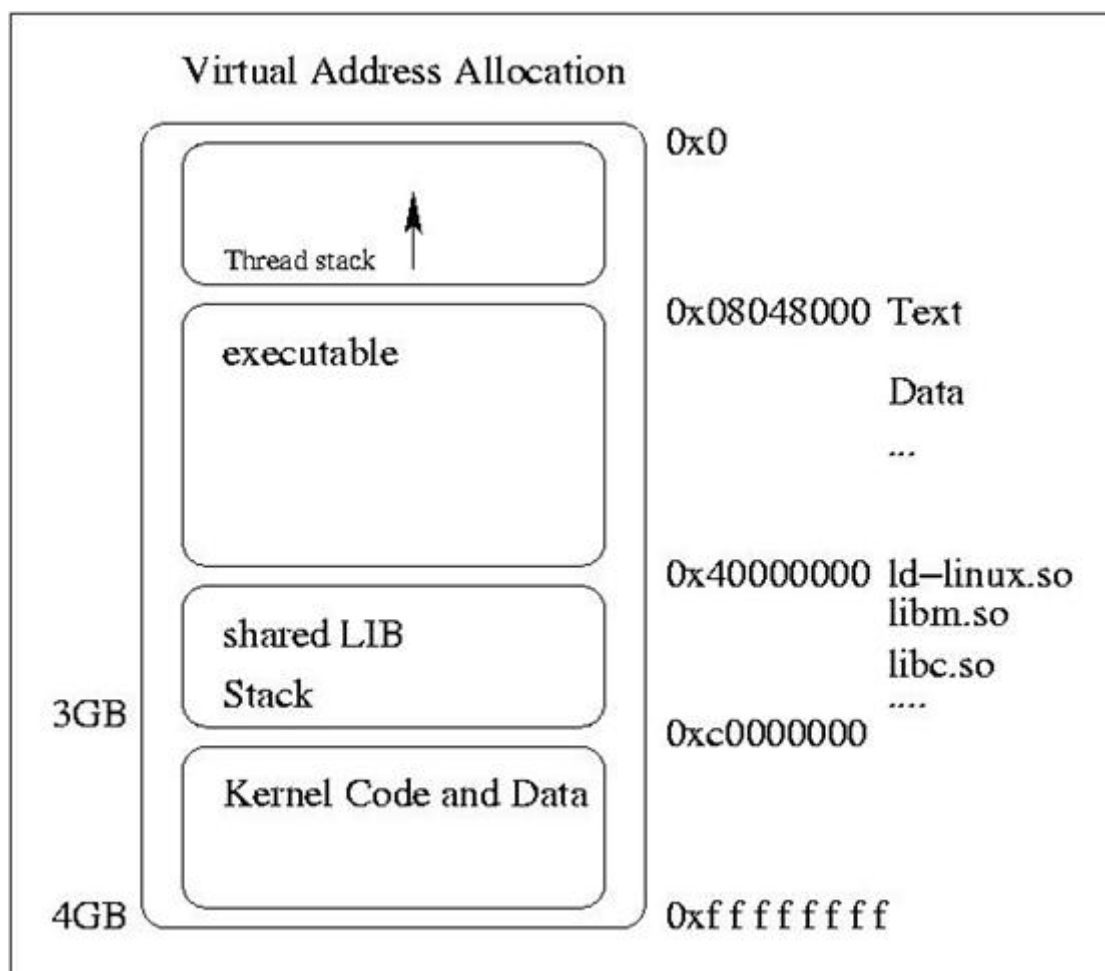 Virtual Address Allocation
0x0
Thread stack
0x08048000 Text
executable
Data
...
0x40000000 ld-linux.so
libm.so
shared LIB
libc.so
Stack
....
3GB
0xc0000000
Kernel Code and Data
4GB
0xffffffff